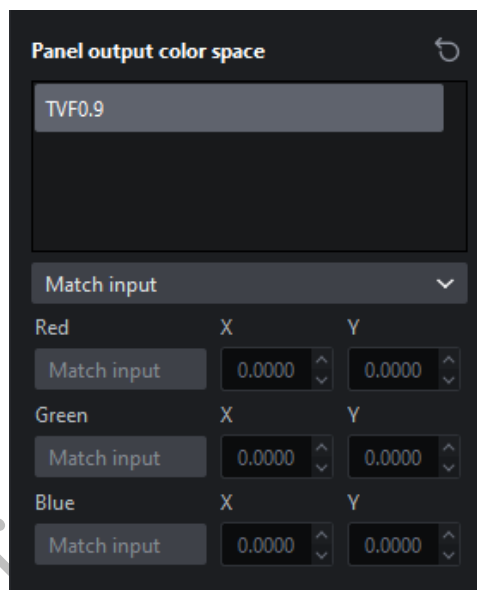 Panel output color space
TVF0.9
Match input
Red X Y
Match input 0.0000 0.0000
Green X Y
Match input 0.0000 0.0000
Blue X Y
Match input 0.0000 0.0000